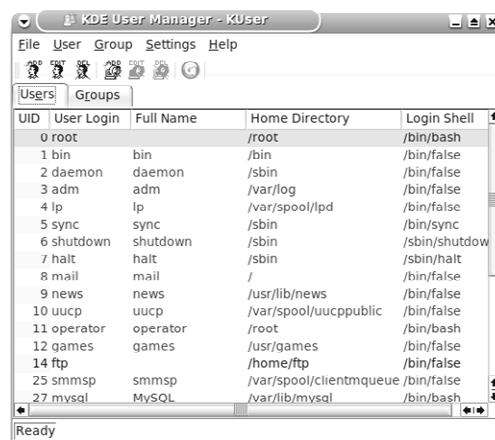 KDE User Manager - KUser
File User Group Settings Help
ADD EDIT DEL ADD EDIT DEL
Users Groups
UID User Login Full Name Home Directory Login Shell
0 root /root /bin/bash
1 bin bin /bin /bin/false
2 daemon daemon /sbin /bin/false
3 adm adm /var/log /bin/false
4 lp lp /var/spool/lpd /bin/false
5 sync sync /sbin /bin/sync
6 shutdown shutdown /sbin /sbin/shutdow
7 halt halt /sbin /sbin/halt
8 mail mail / /bin/false
9 news news /usr/lib/news /bin/false
10 uucp uucp /var/spool/uucppublic /bin/false
11 operator operator /root /bin/bash
12 games games /usr/games /bin/false
14 ftp /home/ftp /bin/false
25 smmsp smmsp /var/spool/clientmqueue /bin/false
27 mysql MySQL /var/lib/mysql /bin/bash
Ready